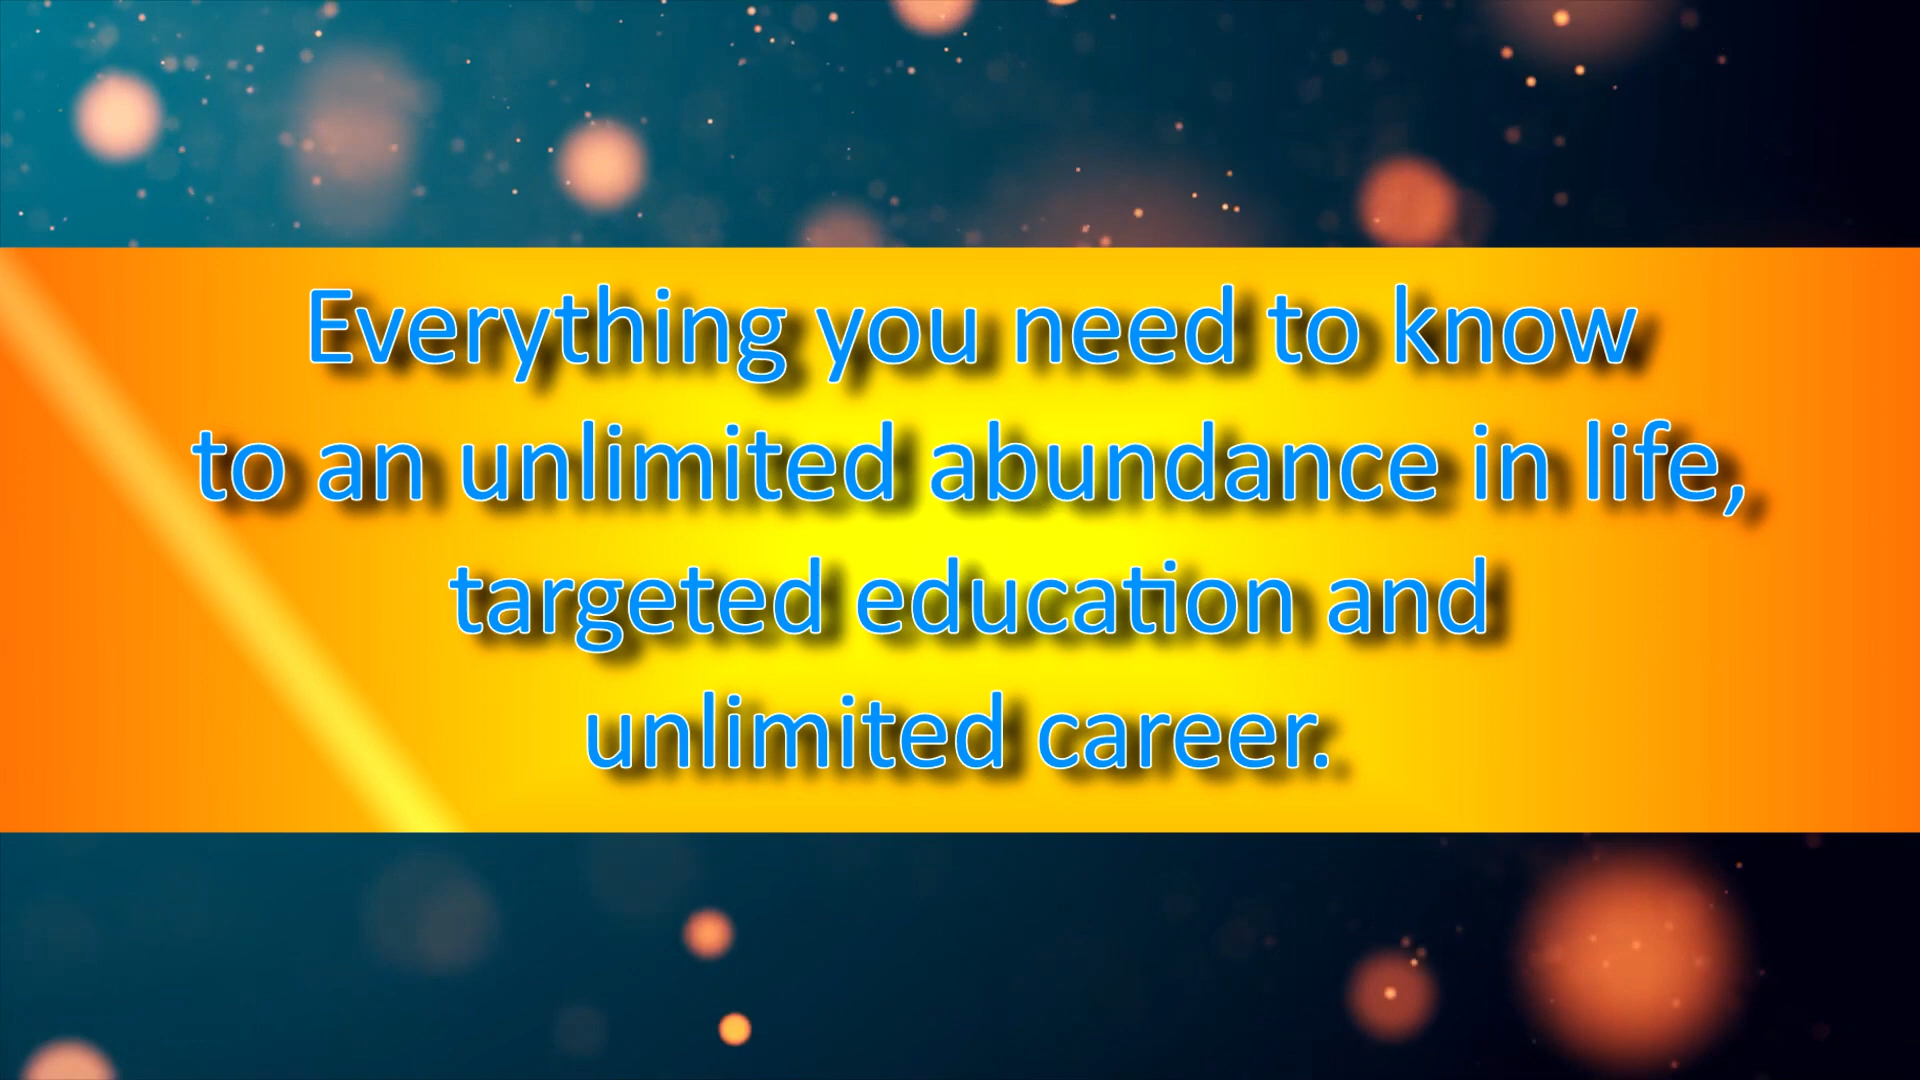 Everything you need to know
to an unlimited abundance in life,
targeted education and
unlimited career.